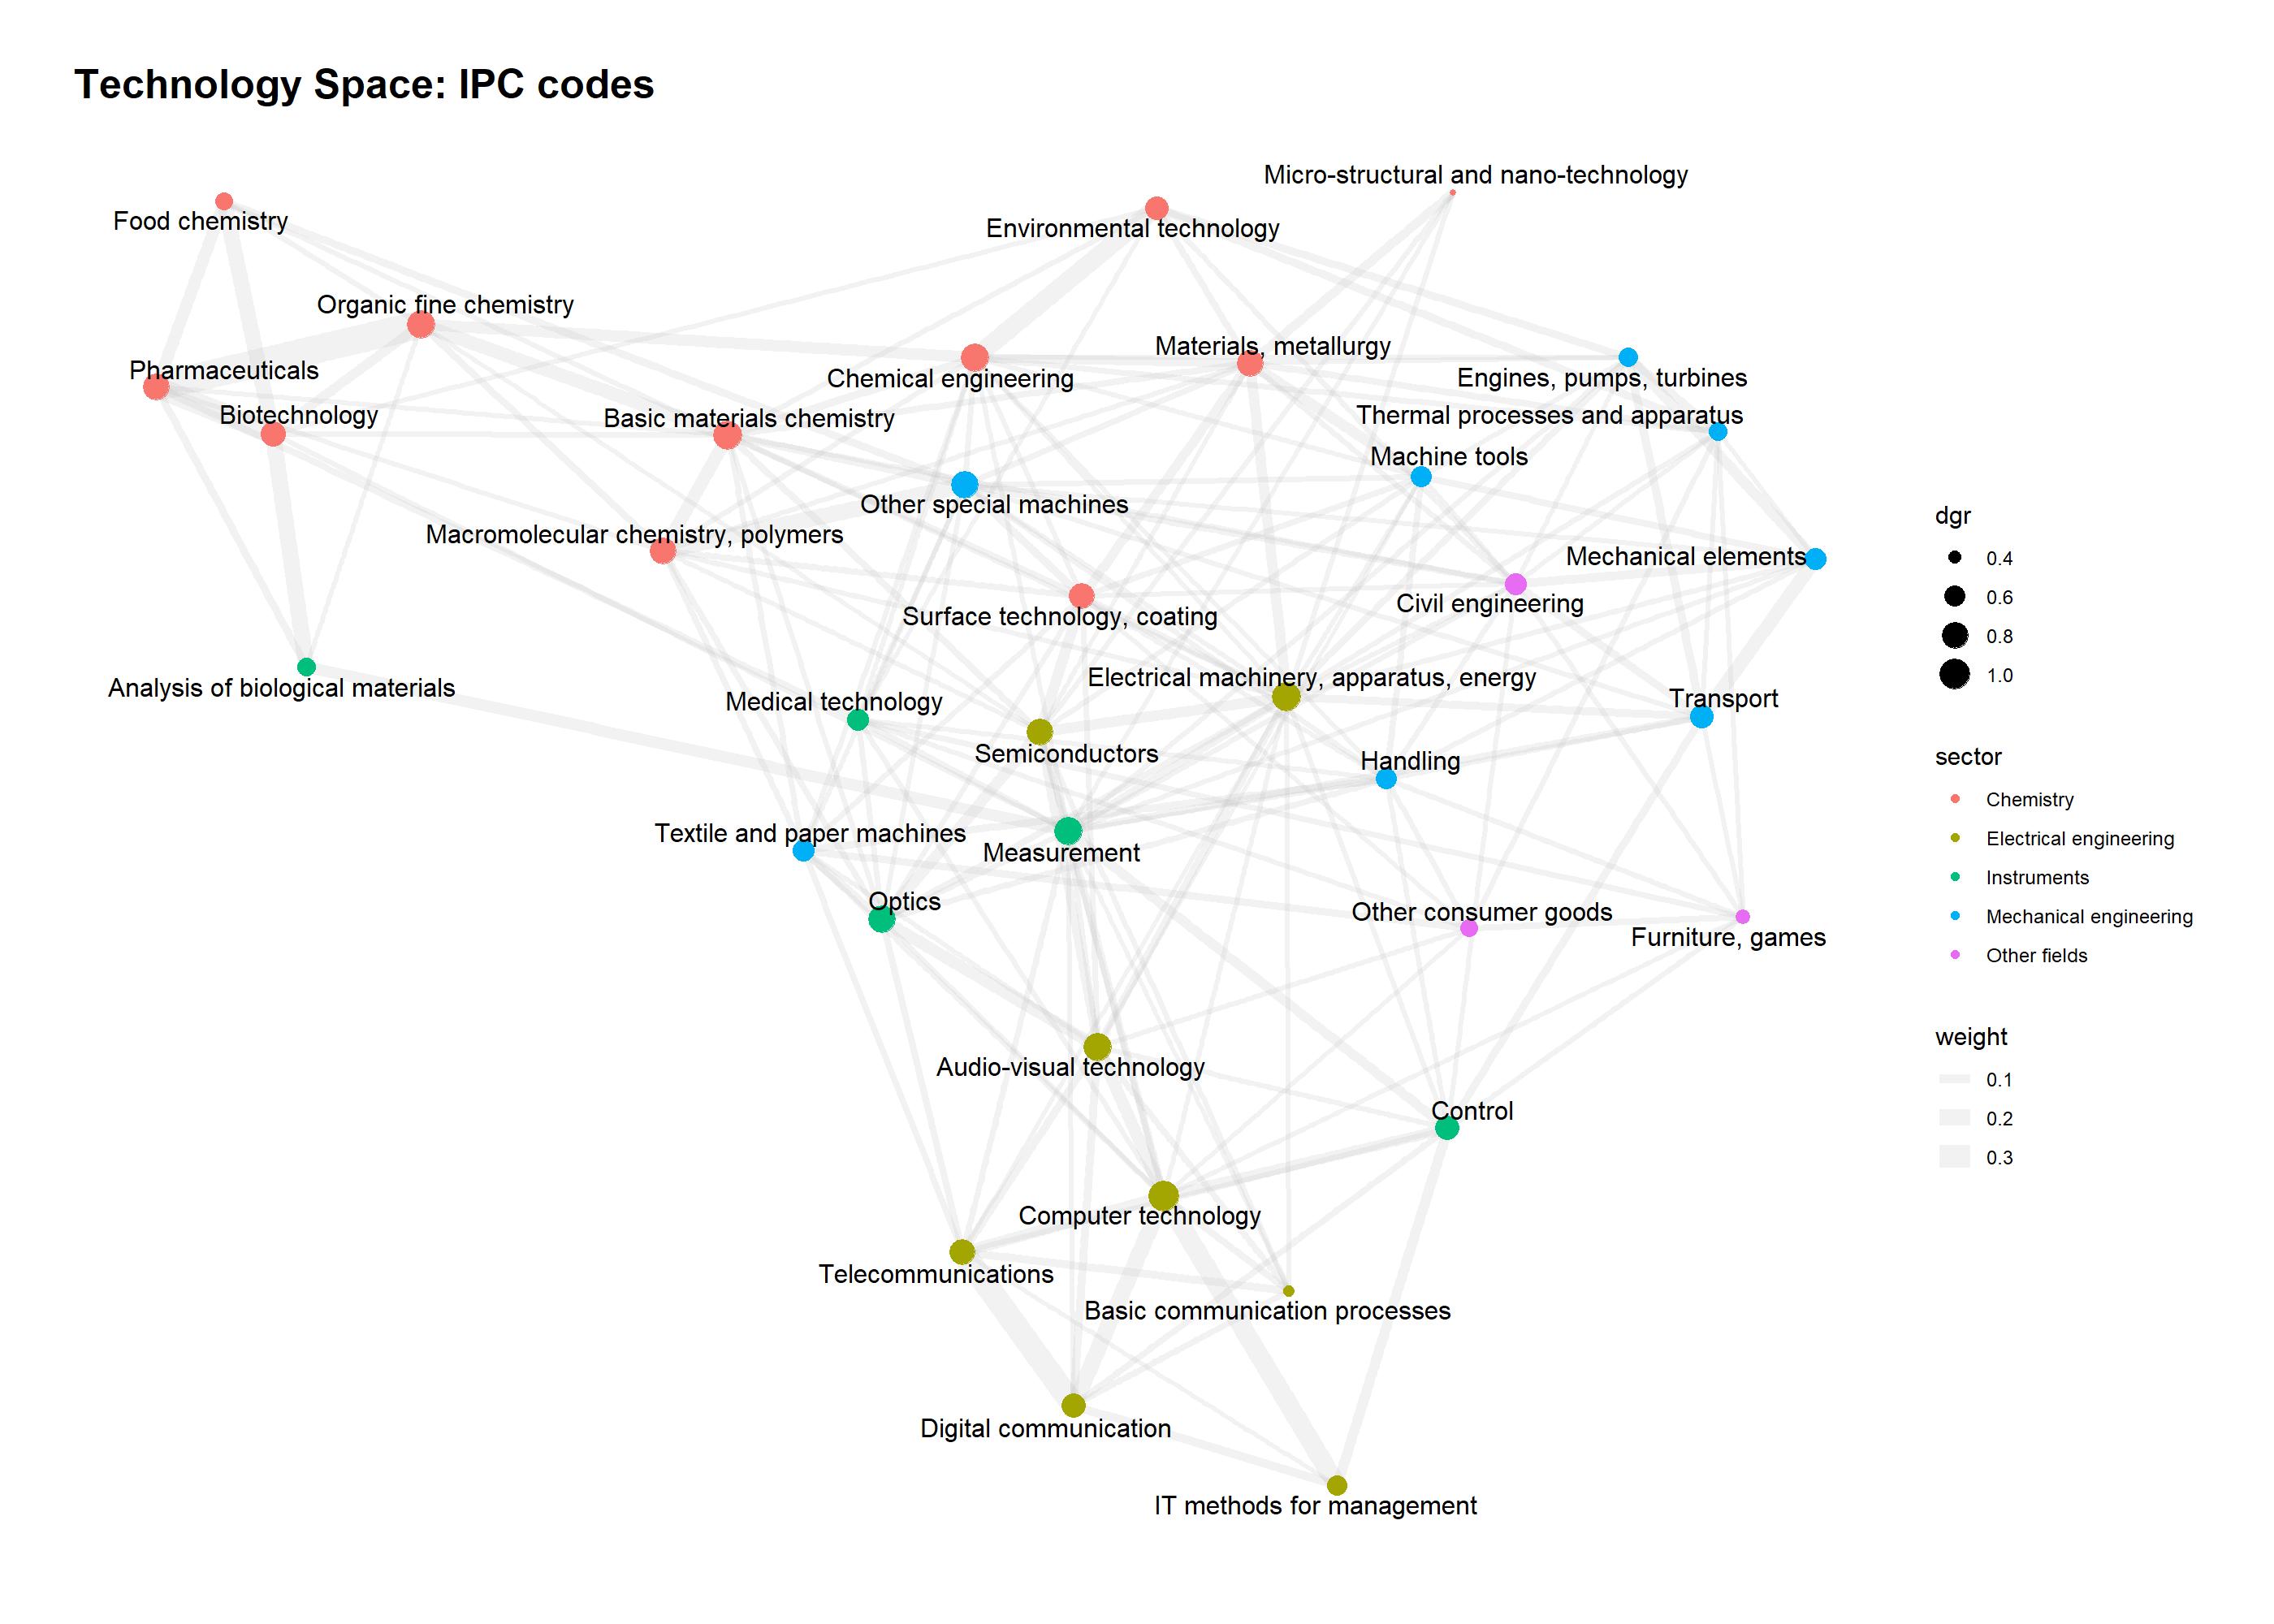 Technology Space: IPC codes
Micro-structural and nano-technology
Food chemistry
Environmental technology
Organic fine chemistry
Materials, metallurgy
Pharmaceuticals
Chemical engineering
Engines, pumps, turbines
Biotechnology
Basic materials chemistry
Thermal processes and apparatus
Machine tools
Other special machines
Macromolecular chemistry, polymers
Mechanical elements
Civil engineering
Surface technology, coating
Electrical machinery, apparatus, energy
Analysis of biological materials
Medical technology
Transport
Semiconductors
Handling
Textile and paper machines
Measurement
Optics
Other consumer goods
Furniture, games
Audio-visual technology
Control
Computer technology
Telecommunications
Basic communication processes
Digital communication
IT methods for management
dgr
0.4
0.6
0.8
1.0
sector
Chemistry
Electrical engineering
Instruments
Mechanical engineering
Other fields
weight
0.1
0.2
0.3